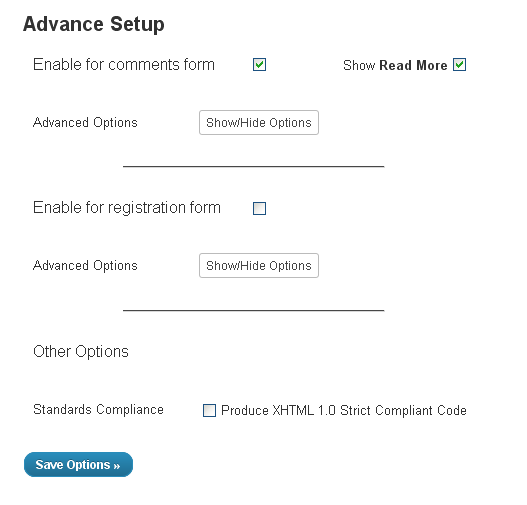 Advance Setup
Enable for comments form Show Read More
Advanced Options Show/Hide Options
Enable for registration form
Advanced Options Show/Hide Options
Other Options
Standards Compliance Produce XHTML 1.0 Strict Compliant Code
Save Options »